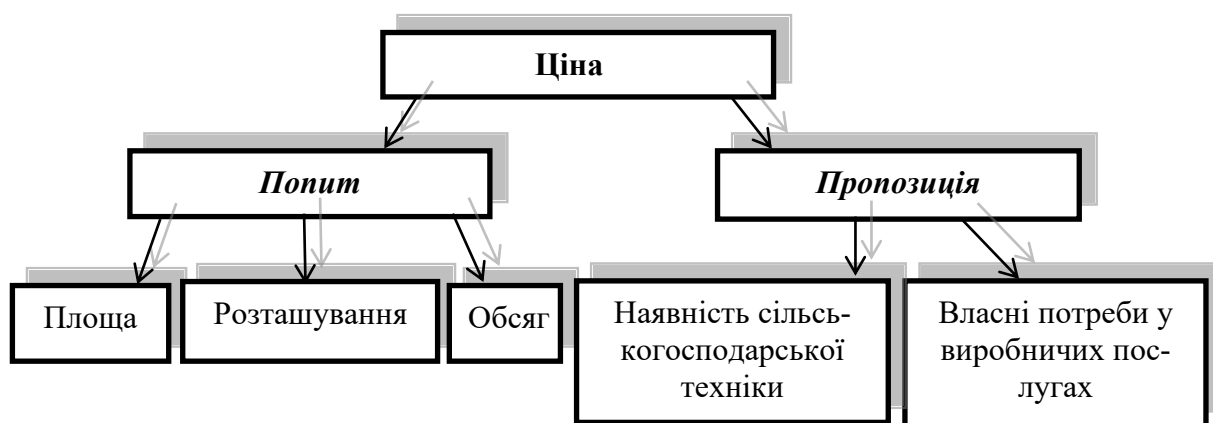 Ціна
Попит
Пропозиція
Площа
Розташування
Обсяг
Наявність сільсь-
когосподарської
техніки
Власні потреби у
виробничих пос-
лугах